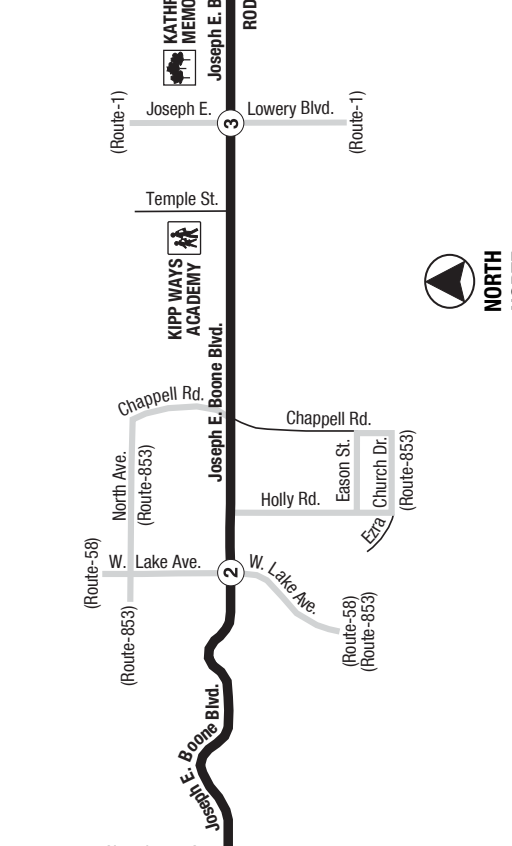 KATHR
MEMO
Joseph E. B
ROD
(Route-1)
Joseph E.
3
Lowery Blvd.
(Route-1)
Temple St.
KIPP WAYS
ACADEMY
NORTH
Joseph E. Boone Blvd.
Chappell Rd.
Chappell Rd.
North Ave.
(Route-853)
Eason St.
Church Dr.
(Route-853)
Holly Rd.
Ezra
(Route-58)
W. Lake Ave.
2
W. Lake Ave.
(Route-853)
(Route-58)
(Route-853)
Joseph E. Boone Blvd.